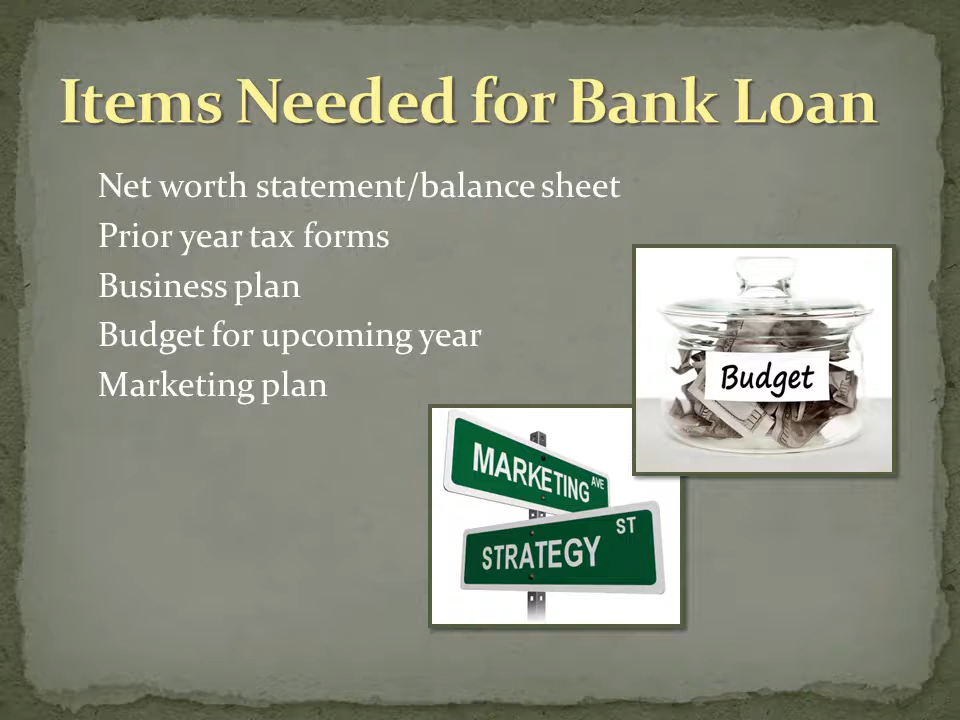 Items Needed for Bank Loan
Net worth statement/balance sheet
Prior year tax forms
Business plan
Budget for upcoming year
Marketing plan
Budget
MARKETING AVE
STRATEGY ST